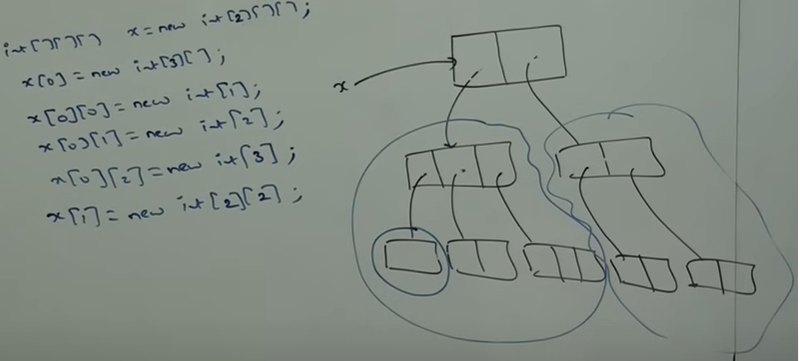 int[][][] x = new int[2][][];
x[0] = new int[3][];
x[0][0] = new int[1];
x[0][1] = new int[2];
x[0][2] = new int[3];
x[1] = new int[2][2];
x